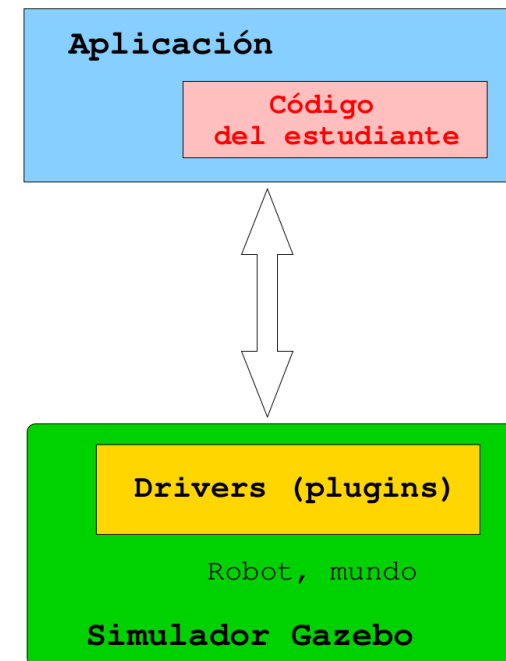 Aplicación
Código
del estudiante
Drivers (plugins)
Robot, mundo
Simulador Gazebo